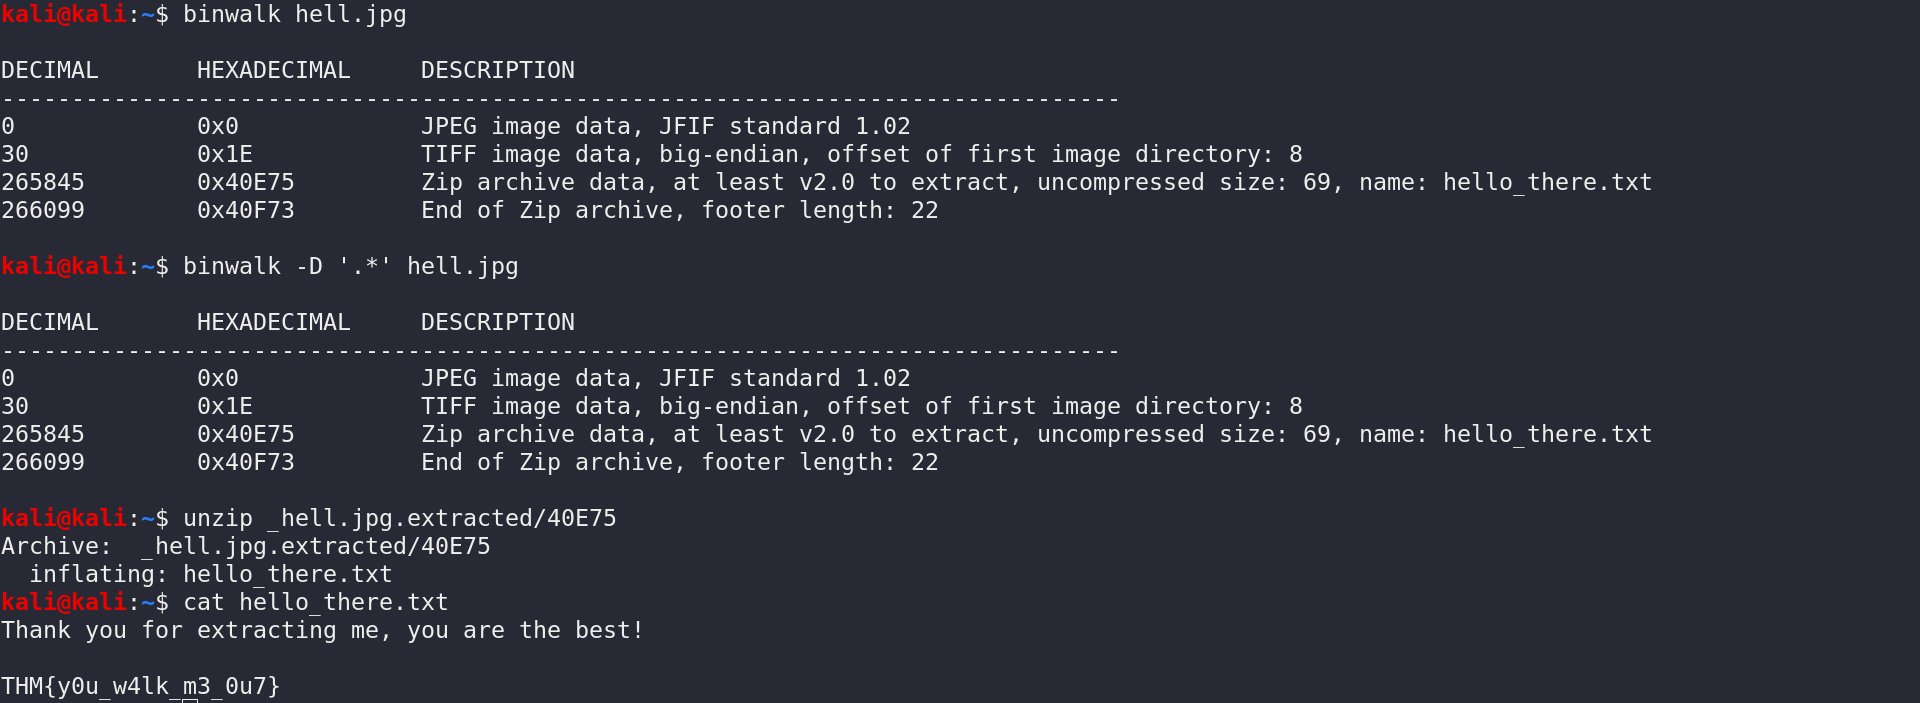 kali@kali:~$ binwalk hell.jpg
DECIMAL       HEXADECIMAL     DESCRIPTION
--------------------------------------------------------------------------------
0             0x0             JPEG image data, JFIF standard 1.02
30            0x1E            TIFF image data, big-endian, offset of first image directory: 8
265845        0x40E75         Zip archive data, at least v2.0 to extract, uncompressed size: 69, name: hello_there.txt
266099        0x40F73         End of Zip archive, footer length: 22
kali@kali:~$ binwalk -D '.*' hell.jpg
DECIMAL       HEXADECIMAL     DESCRIPTION
--------------------------------------------------------------------------------
0             0x0             JPEG image data, JFIF standard 1.02
30            0x1E            TIFF image data, big-endian, offset of first image directory: 8
265845        0x40E75         Zip archive data, at least v2.0 to extract, uncompressed size: 69, name: hello_there.txt
266099        0x40F73         End of Zip archive, footer length: 22
kali@kali:~$ unzip _hell.jpg.extracted/40E75
Archive:  _hell.jpg.extracted/40E75
  inflating: hello_there.txt
kali@kali:~$ cat hello_there.txt
Thank you for extracting me, you are the best!
THM{y0u_w4lk_m3_0u7}